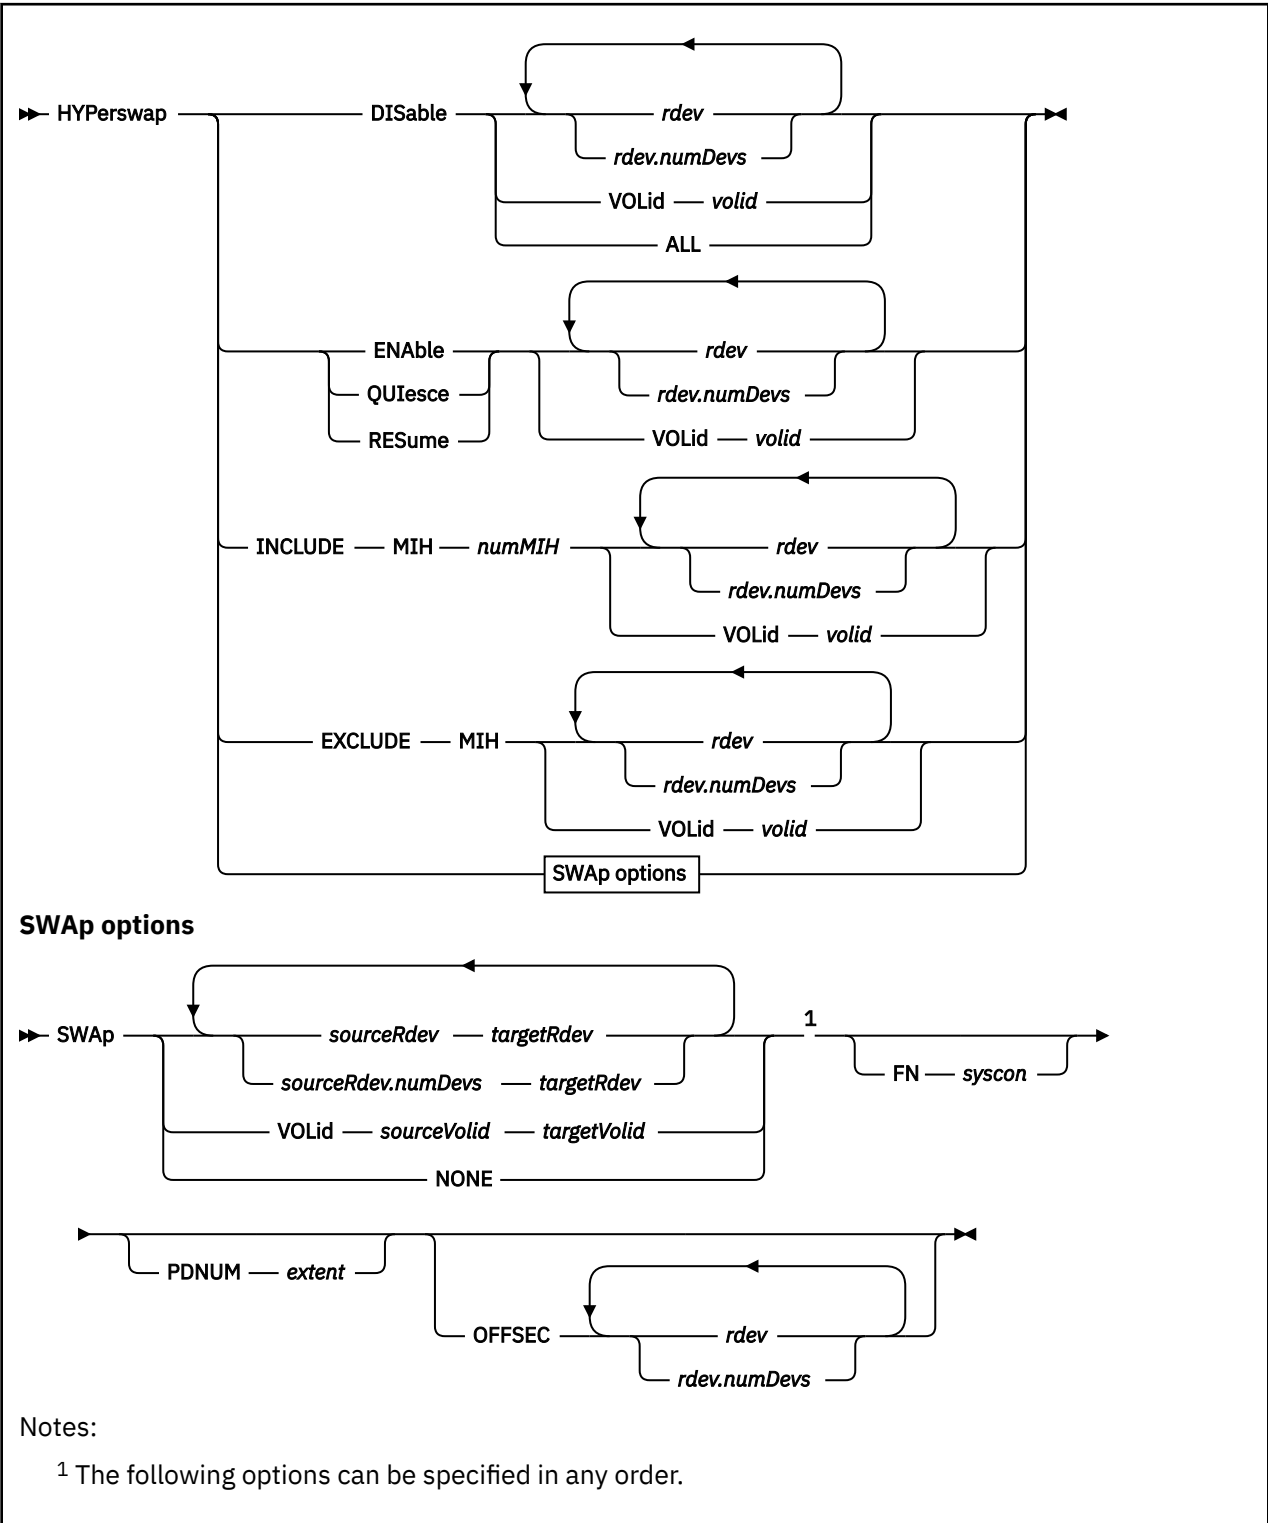 HYPerswap DISable rdev
rdev.numDevs
VOLid volid
ALL
ENAble rdev
QUIesce rdev.numDevs
RESume VOLid volid
INCLUDE MIH numMIH rdev
rdev.numDevs
VOLid volid
EXCLUDE MIH rdev
rdev.numDevs
VOLid volid
SWAp options
SWAp options
SWAp sourceRdev targetRdev 1
sourceRdev.numDevs targetRdev FN syscon
VOLid sourceVolid targetVolid
NONE
PDNUM extent
OFFSEC rdev
rdev.numDevs
Notes:
1 The following options can be specified in any order.